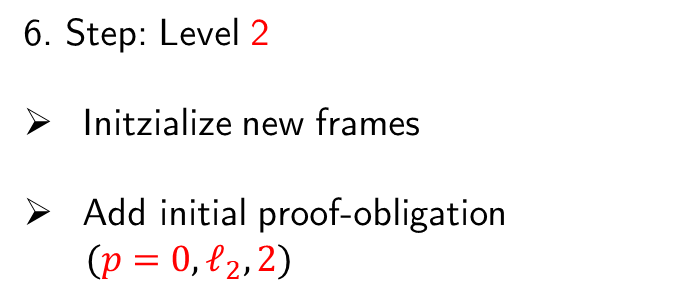 6. Step: Level 2
➢ Initzialize new frames
➢ Add initial proof-obligation
(p = 0, ℓ₂, 2)